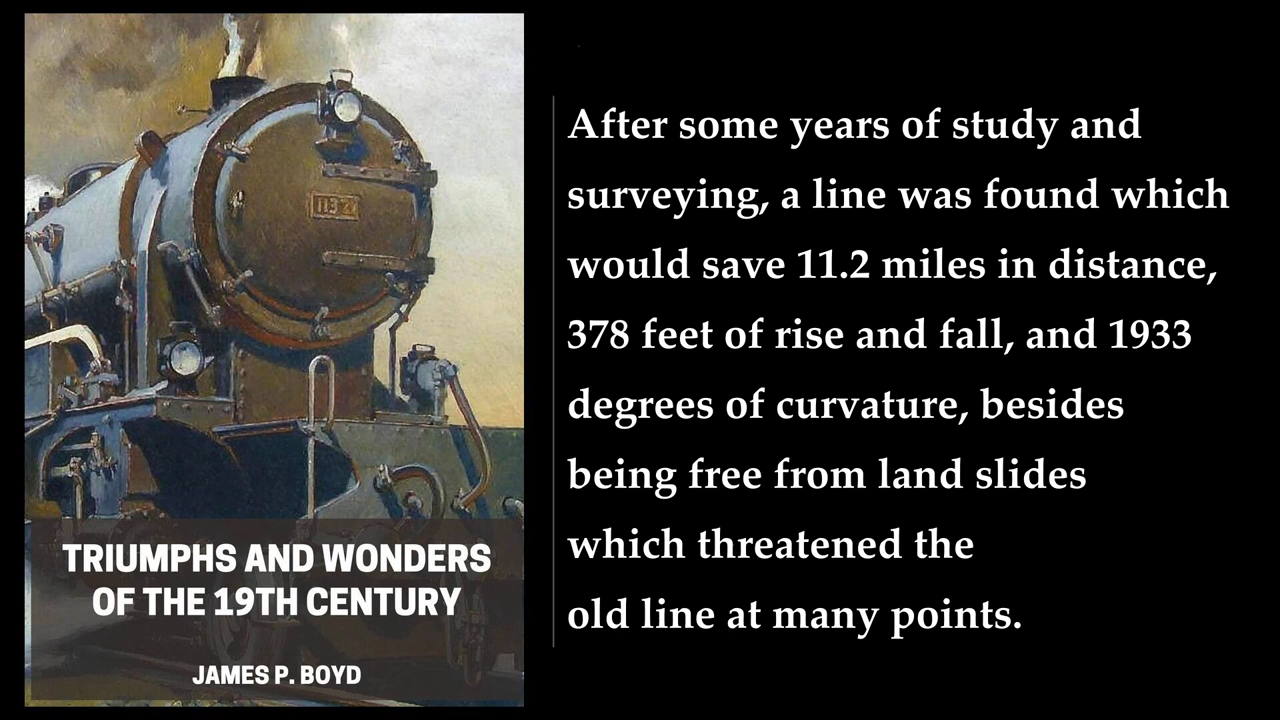 TRIUMPHS AND WONDERS
OF THE 19TH CENTURY
JAMES P. BOYD
After some years of study and
surveying, a line was found which
would save 11.2 miles in distance,
378 feet of rise and fall, and 1933
degrees of curvature, besides
being free from land slides
which threatened the
old line at many points.